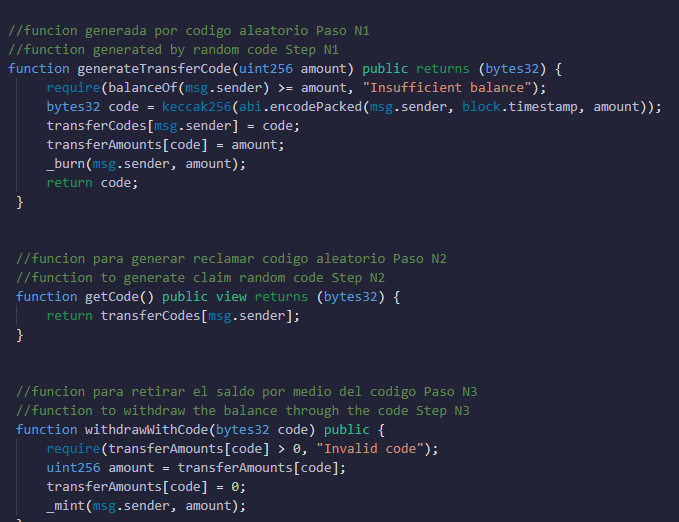 //funcion generada por codigo aleatorio Paso N1
//function generated by random code Step N1
function generateTransferCode(uint256 amount) public returns (bytes32) {
require(balanceOf(msg.sender) >= amount, "Insufficient balance");
bytes32 code = keccak256(abi.encodePacked(msg.sender, block.timestamp, amount));
transferCodes[msg.sender] = code;
transferAmounts[code] = amount;
_burn(msg.sender, amount);
return code;
}
//funcion para generar reclamar codigo aleatorio Paso N2
//function to generate claim random code Step N2
function getCode() public view returns (bytes32) {
return transferCodes[msg.sender];
}
//funcion para retirar el saldo por medio del codigo Paso N3
//function to withdraw the balance through the code Step N3
function withdrawWithCode(bytes32 code) public {
require(transferAmounts[code] > 0, "Invalid code");
uint256 amount = transferAmounts[code];
transferAmounts[code] = 0;
_mint(msg.sender, amount);
}